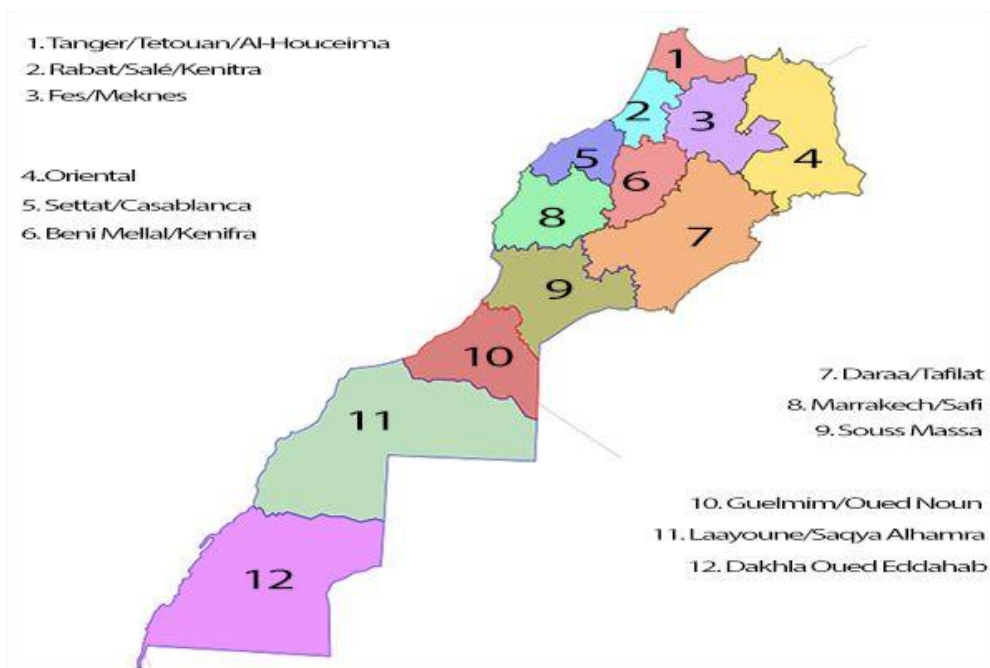 1. Tanger/Tetouan/Al-Houceima
2. Rabat/Salé/Kenitra
3. Fes/Meknes
4..Oriental
5. Settat/Casablanca
6. Beni Mellal/Kenifra
1
2
3
4
5
6
7
8
9
10
11
12
7. Daraa/Tafilat
8. Marrakech/Safi
9. Souss Massa
10. Guelmim/Oued Noun
11. Laayoune/Saqya Alhamra
12. Dakhla Oued Eddahab